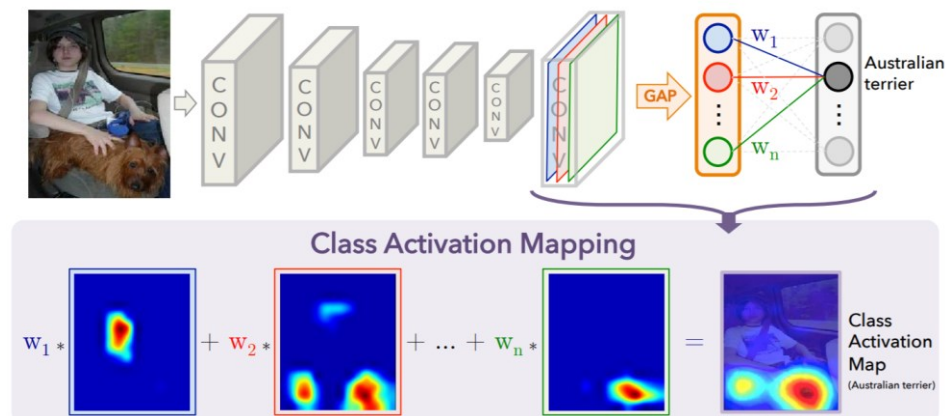 CONV
CONV
CONV
CONV
CONV
CONV
GAP
w₁
w₂
⋮
wₙ
⋮
Australian
terrier
Class Activation Mapping
w₁ * + w₂ * + ... + wₙ * =
Class
Activation
Map
(Australian terrier)